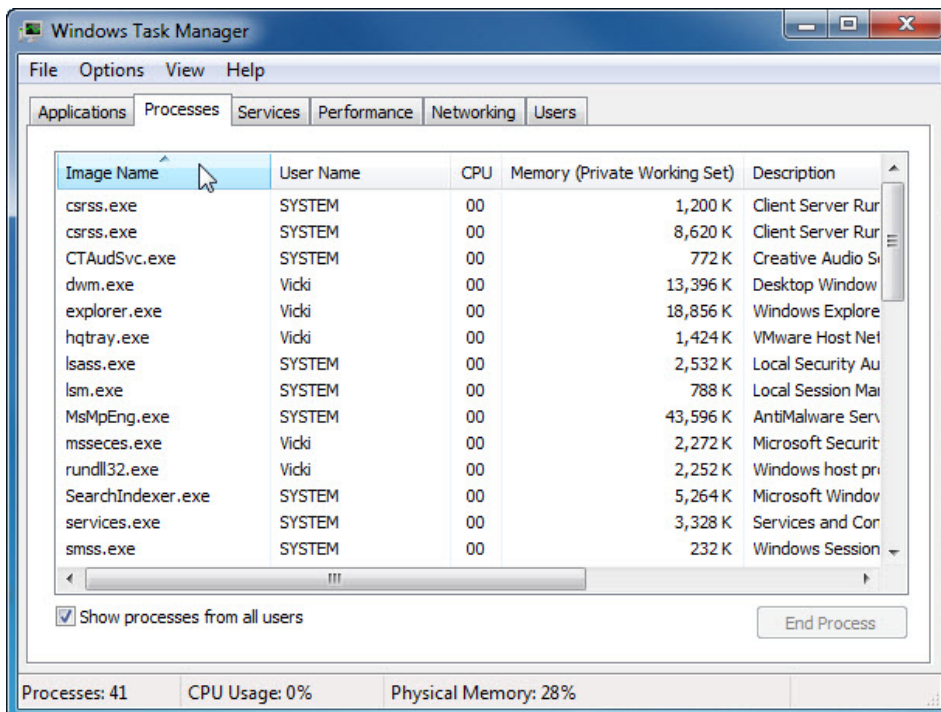 Windows Task Manager
File Options View Help
Applications Processes Services Performance Networking Users
Image Name User Name CPU Memory (Private Working Set) Description
csrss.exe SYSTEM 00 1,200 K Client Server Rur
csrss.exe SYSTEM 00 8,620 K Client Server Rur
CTAudSvc.exe SYSTEM 00 772 K Creative Audio S
dwm.exe Vicki 00 13,396 K Desktop Window
explorer.exe Vicki 00 18,856 K Windows Explore
hqtray.exe Vicki 00 1,424 K VMware Host Net
lsass.exe SYSTEM 00 2,532 K Local Security Au
lsm.exe SYSTEM 00 788 K Local Session Mar
MsMpEng.exe SYSTEM 00 43,596 K AntiMalware Serv
msseces.exe Vicki 00 2,272 K Microsoft Securit
rundll32.exe Vicki 00 2,252 K Windows host pro
SearchIndexer.exe SYSTEM 00 5,264 K Microsoft Window
services.exe SYSTEM 00 3,328 K Services and Con
smss.exe SYSTEM 00 232 K Windows Session
Show processes from all users
End Process
Processes: 41 CPU Usage: 0% Physical Memory: 28%